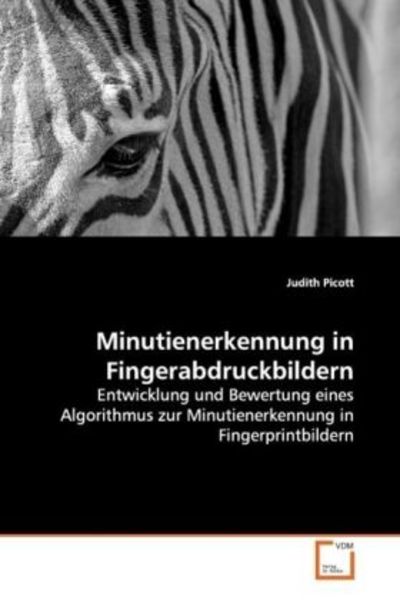 Judith Picott
Minutienerkennung in
Fingerabdruckbildern
Entwicklung und Bewertung eines
Algorithmus zur Minutienerkennung in
Fingerprintbildern
VDM